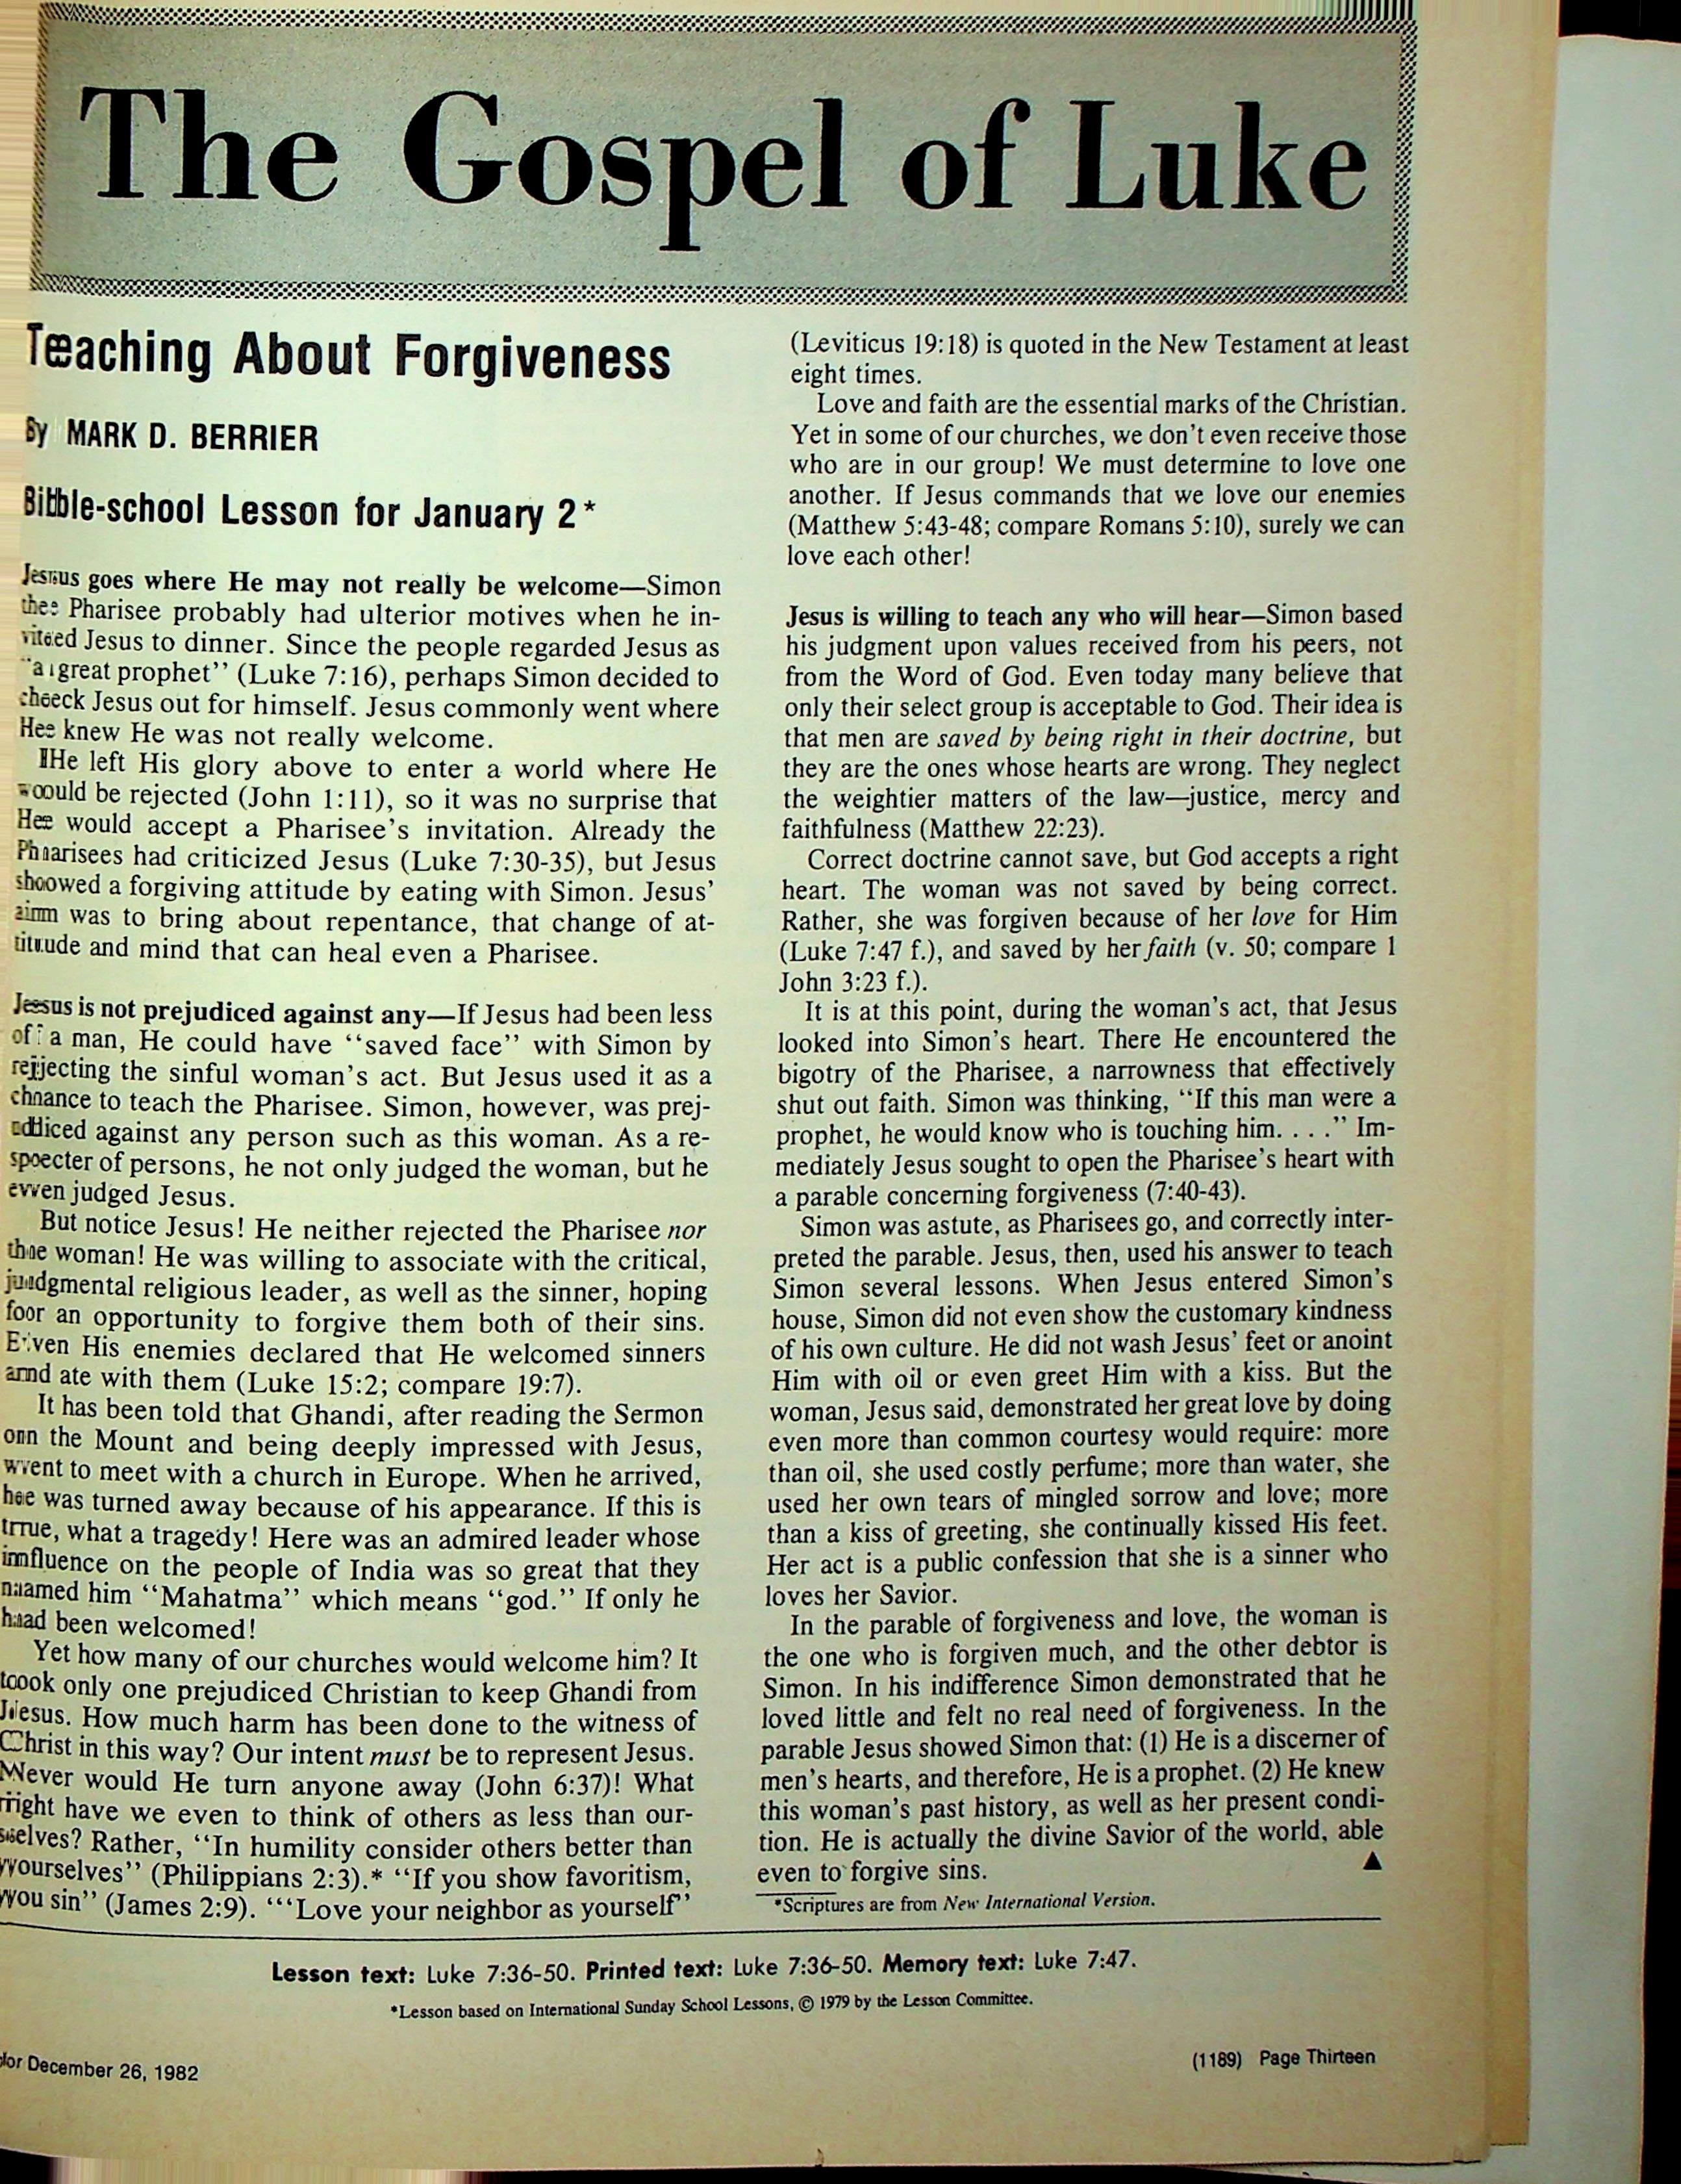 The Gospel of Luke
Teaching About Forgiveness
By MARK D. BERRIER
Bible-school Lesson for January 2*
Jesus goes where He may not really be welcome—Simon
the Pharisee probably had ulterior motives when he in-
vited Jesus to dinner. Since the people regarded Jesus as
"a great prophet" (Luke 7:16), perhaps Simon decided to
check Jesus out for himself. Jesus commonly went where
He knew He was not really welcome.
He left His glory above to enter a world where He
would be rejected (John 1:11), so it was no surprise that
He would accept a Pharisee's invitation. Already the
Pharisees had criticized Jesus (Luke 7:30-35), but Jesus
showed a forgiving attitude by eating with Simon. Jesus'
aim was to bring about repentance, that change of at-
titude and mind that can heal even a Pharisee.
Jesus is not prejudiced against any—If Jesus had been less
of a man, He could have "saved face" with Simon by
rejecting the sinful woman's act. But Jesus used it as a
chance to teach the Pharisee. Simon, however, was prej-
udiced against any person such as this woman. As a re-
specter of persons, he not only judged the woman, but he
even judged Jesus.
But notice Jesus! He neither rejected the Pharisee nor
the woman! He was willing to associate with the critical,
judgmental religious leader, as well as the sinner, hoping
for an opportunity to forgive them both of their sins.
Even His enemies declared that He welcomed sinners
and ate with them (Luke 15:2; compare 19:7).
It has been told that Ghandi, after reading the Sermon
on the Mount and being deeply impressed with Jesus,
went to meet with a church in Europe. When he arrived,
he was turned away because of his appearance. If this is
true, what a tragedy! Here was an admired leader whose
influence on the people of India was so great that they
named him "Mahatma" which means "god." If only he
had been welcomed!
Yet how many of our churches would welcome him? It
took only one prejudiced Christian to keep Ghandi from
Jesus. How much harm has been done to the witness of
Christ in this way? Our intent must be to represent Jesus.
Never would He turn anyone away (John 6:37)! What
right have we even to think of others as less than our-
selves? Rather, "In humility consider others better than
yourselves" (Philippians 2:3).* "If you show favoritism,
you sin" (James 2:9). "'Love your neighbor as yourself'
(Leviticus 19:18) is quoted in the New Testament at least
eight times.
Love and faith are the essential marks of the Christian.
Yet in some of our churches, we don't even receive those
who are in our group! We must determine to love one
another. If Jesus commands that we love our enemies
(Matthew 5:43-48; compare Romans 5:10), surely we can
love each other!
Jesus is willing to teach any who will hear—Simon based
his judgment upon values received from his peers, not
from the Word of God. Even today many believe that
only their select group is acceptable to God. Their idea is
that men are saved by being right in their doctrine, but
they are the ones whose hearts are wrong. They neglect
the weightier matters of the law—justice, mercy and
faithfulness (Matthew 22:23).
Correct doctrine cannot save, but God accepts a right
heart. The woman was not saved by being correct.
Rather, she was forgiven because of her love for Him
(Luke 7:47 f.), and saved by her faith (v. 50; compare 1
John 3:23 f.).
It is at this point, during the woman's act, that Jesus
looked into Simon's heart. There He encountered the
bigotry of the Pharisee, a narrowness that effectively
shut out faith. Simon was thinking, "If this man were a
prophet, he would know who is touching him. . . ." Im-
mediately Jesus sought to open the Pharisee's heart with
a parable concerning forgiveness (7:40-43).
Simon was astute, as Pharisees go, and correctly inter-
preted the parable. Jesus, then, used his answer to teach
Simon several lessons. When Jesus entered Simon's
house, Simon did not even show the customary kindness
of his own culture. He did not wash Jesus' feet or anoint
Him with oil or even greet Him with a kiss. But the
woman, Jesus said, demonstrated her great love by doing
even more than common courtesy would require: more
than oil, she used costly perfume; more than water, she
used her own tears of mingled sorrow and love; more
than a kiss of greeting, she continually kissed His feet.
Her act is a public confession that she is a sinner who
loves her Savior.
In the parable of forgiveness and love, the woman is
the one who is forgiven much, and the other debtor is
Simon. In his indifference Simon demonstrated that he
loved little and felt no real need of forgiveness. In the
parable Jesus showed Simon that: (1) He is a discerner of
men's hearts, and therefore, He is a prophet. (2) He knew
this woman's past history, as well as her present condi-
tion. He is actually the divine Savior of the world, able
even to forgive sins. ▲
*Scriptures are from New International Version.
Lesson text: Luke 7:36-50. Printed text: Luke 7:36-50. Memory text: Luke 7:47.
*Lesson based on International Sunday School Lessons, © 1979 by the Lesson Committee.
for December 26, 1982
(1189) Page Thirteen